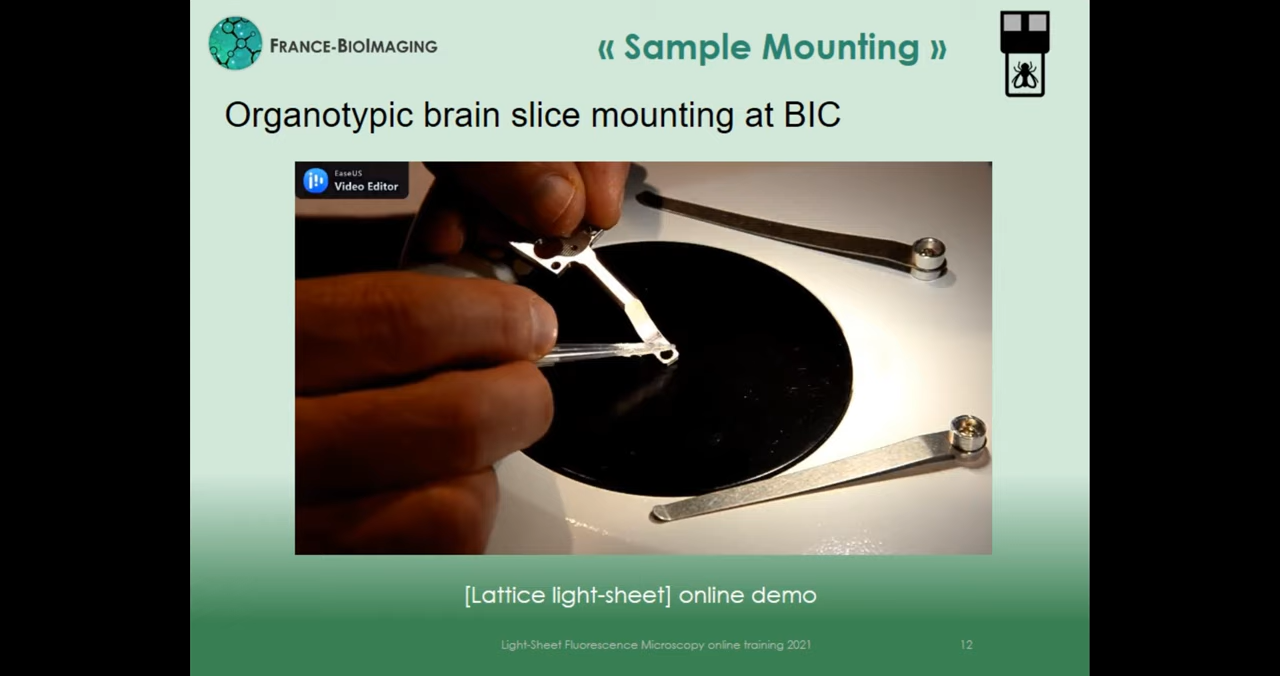 FRANCE-BIOIMAGING
« Sample Mounting »
Organotypic brain slice mounting at BIC
EaseUS
Video Editor
[Lattice light-sheet] online demo
Light-Sheet Fluorescence Microscopy online training 2021
12